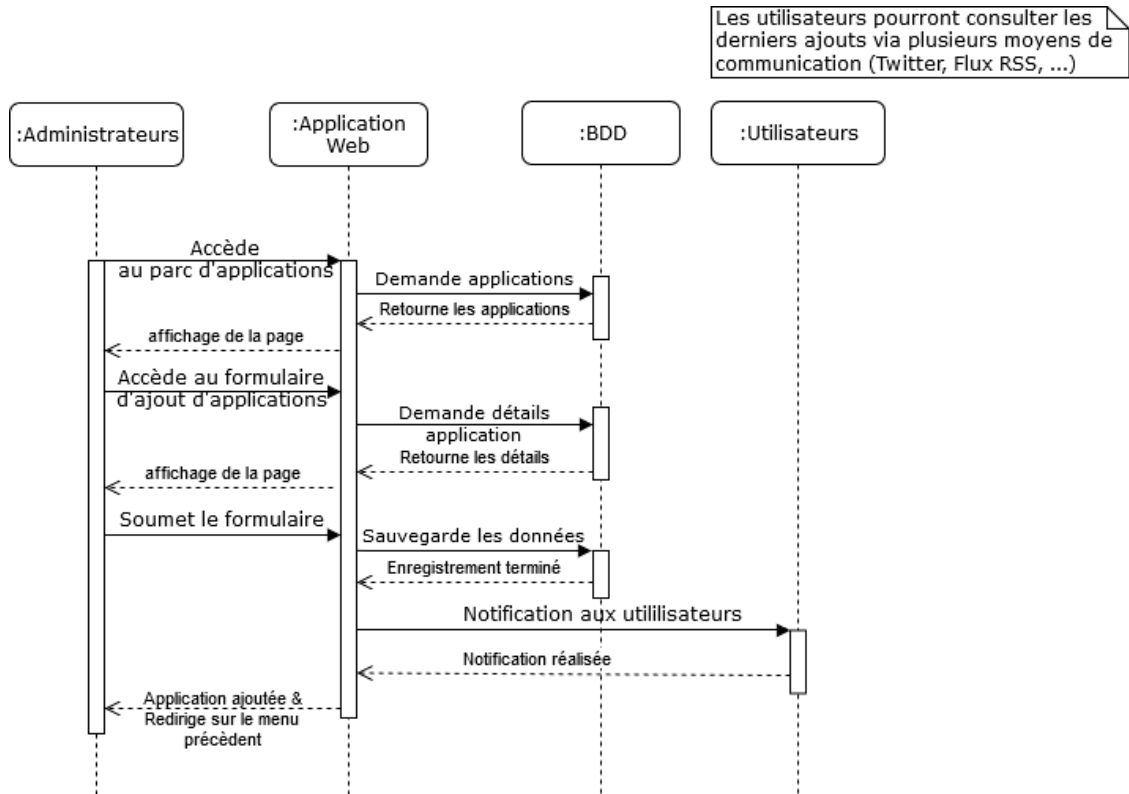 Les utilisateurs pourront consulter les
derniers ajouts via plusieurs moyens de
communication (Twitter, Flux RSS, ...)
:Administrateurs
:Application
Web
:BDD
:Utilisateurs
Accède
au parc d'applications
Demande applications
Retourne les applications
affichage de la page
Accède au formulaire
d'ajout d'applications
Demande détails
application
Retourne les détails
affichage de la page
Soumet le formulaire
Sauvegarde les données
Enregistrement terminé
Notification aux utililisateurs
Notification réalisée
Application ajoutée &
Redirige sur le menu
précèdent